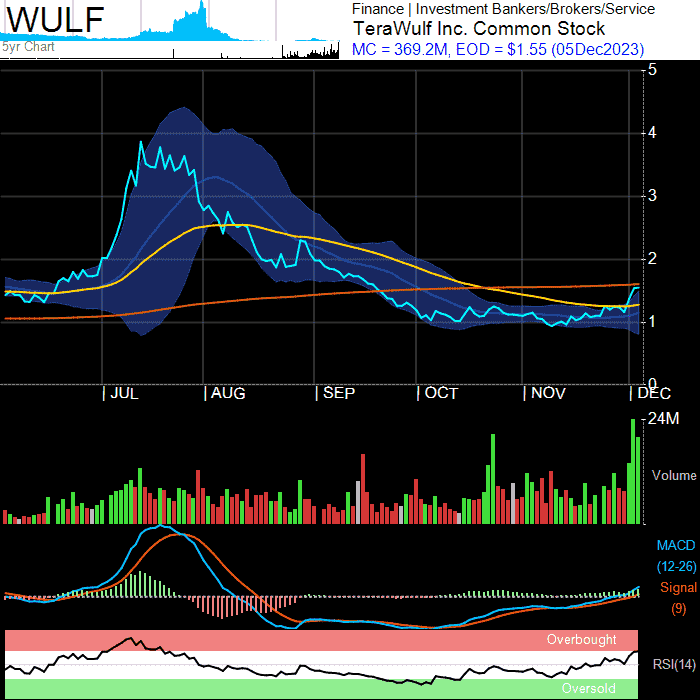 WULF
5yr Chart
Finance | Investment Bankers/Brokers/Service
TeraWulf Inc. Common Stock
MC = 369.2M, EOD = $1.55 (05Dec2023)
5
4
3
2
1
0
| JUL | AUG | SEP | OCT | NOV | DEC
24M
Volume
MACD
(12-26)
Signal
(9)
Overbought
RSI(14)
Oversold